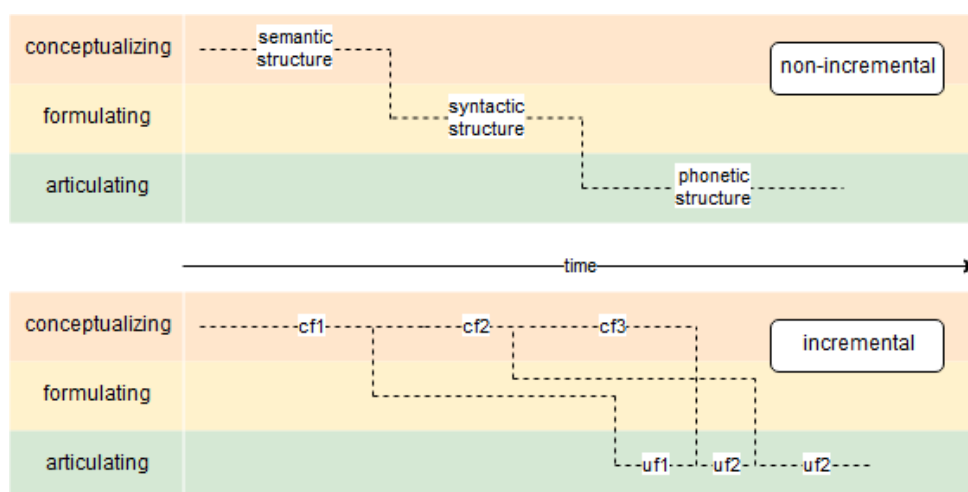 conceptualizing
semantic
structure
non-incremental
formulating
syntactic
structure
articulating
phonetic
structure
time
conceptualizing
cf1
cf2
cf3
incremental
formulating
articulating
uf1
uf2
uf2